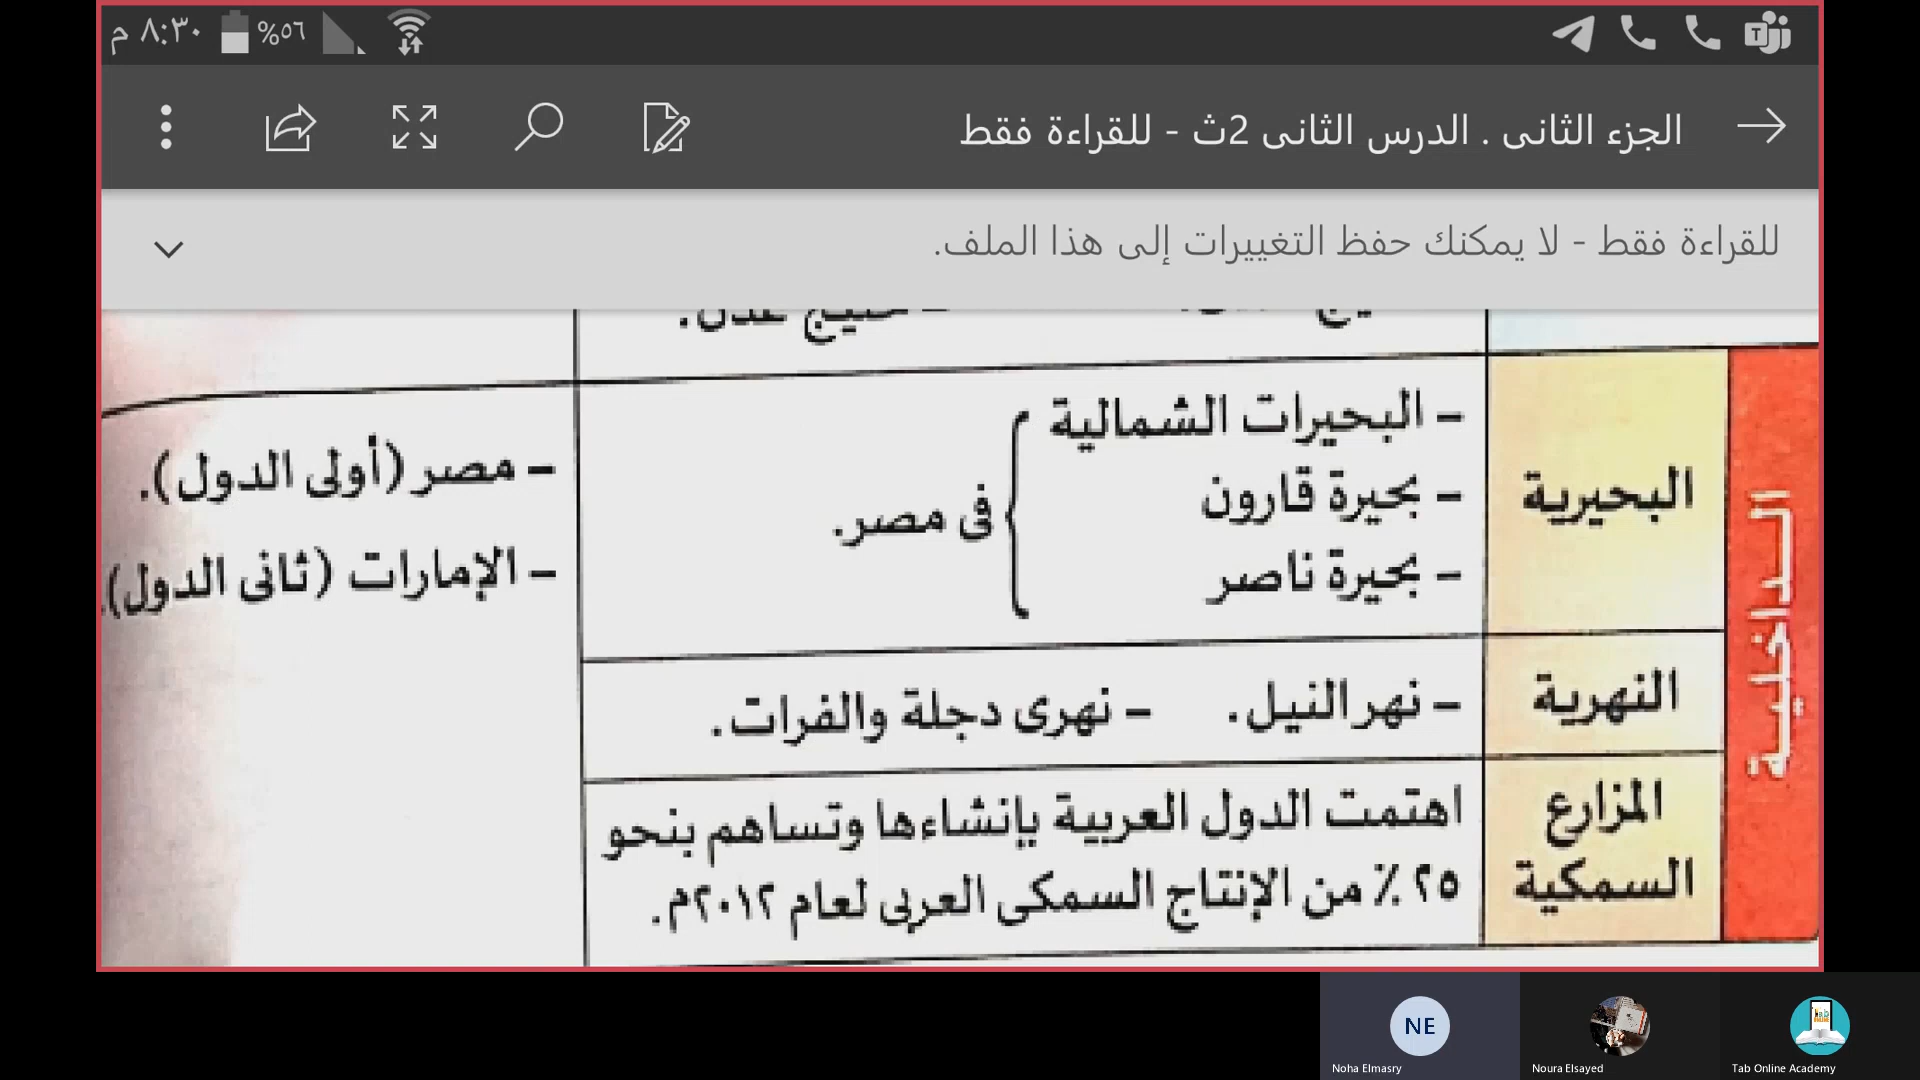 ٨:٣٠ م
٥٦%
الجزء الثانى . الدرس الثانى 2ث - للقراءة فقط
للقراءة فقط - لا يمكنك حفظ التغييرات إلى هذا الملف.
الداخلية
البحيرية
- البحيرات الشمالية
- بحيرة قارون
- بحيرة ناصر
فى مصر.
- مصر (أولى الدول).
- الإمارات (ثانى الدول).
النهرية
- نهر النيل. - نهرى دجلة والفرات.
المزارع
السمكية
اهتمت الدول العربية بإنشاءها وتساهم بنحو
٢٥٪ من الإنتاج السمكى العربى لعام ٢٠١٢م.
NE
Noha Elmasry
Noura Elsayed
Tab Online Academy